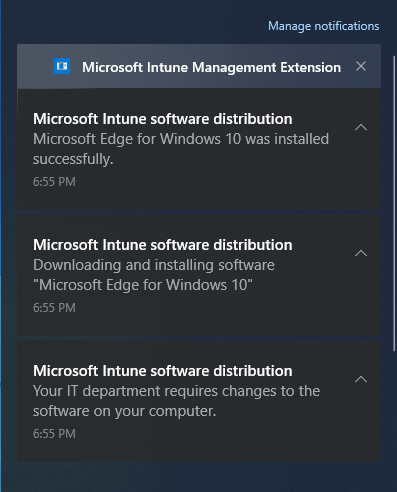 Manage notifications
Microsoft Intune Management Extension
Microsoft Intune software distribution
Microsoft Edge for Windows 10 was installed
successfully.
6:55 PM
Microsoft Intune software distribution
Downloading and installing software
"Microsoft Edge for Windows 10"
6:55 PM
Microsoft Intune software distribution
Your IT department requires changes to the
software on your computer.
6:55 PM